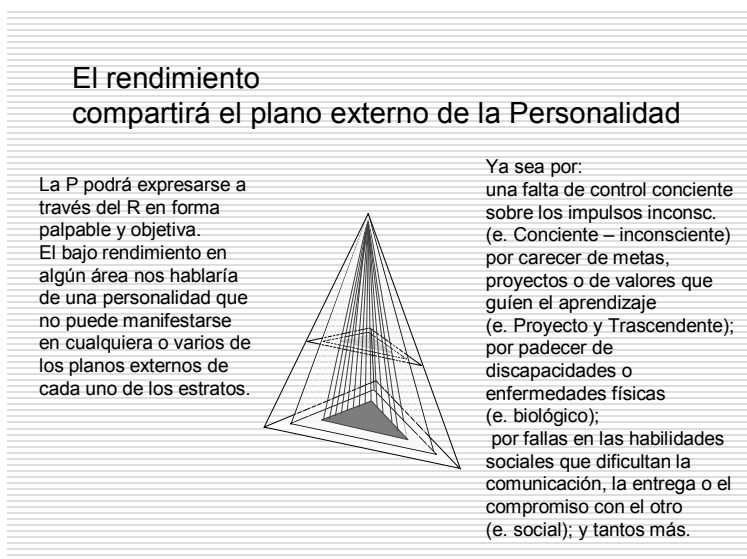 El rendimiento
compartirá el plano externo de la Personalidad
La P podrá expresarse a
través del R en forma
palpable y objetiva.
El bajo rendimiento en
algún área nos hablaría
de una personalidad que
no puede manifestarse
en cualquiera o varios de
los planos externos de
cada uno de los estratos.
Ya sea por:
una falta de control conciente
sobre los impulsos inconsc.
(e. Conciente – inconsciente)
por carecer de metas,
proyectos o de valores que
guíen el aprendizaje
(e. Proyecto y Trascendente);
por padecer de
discapacidades o
enfermedades físicas
(e. biológico);
por fallas en las habilidades
sociales que dificultan la
comunicación, la entrega o el
compromiso con el otro
(e. social); y tantos más.